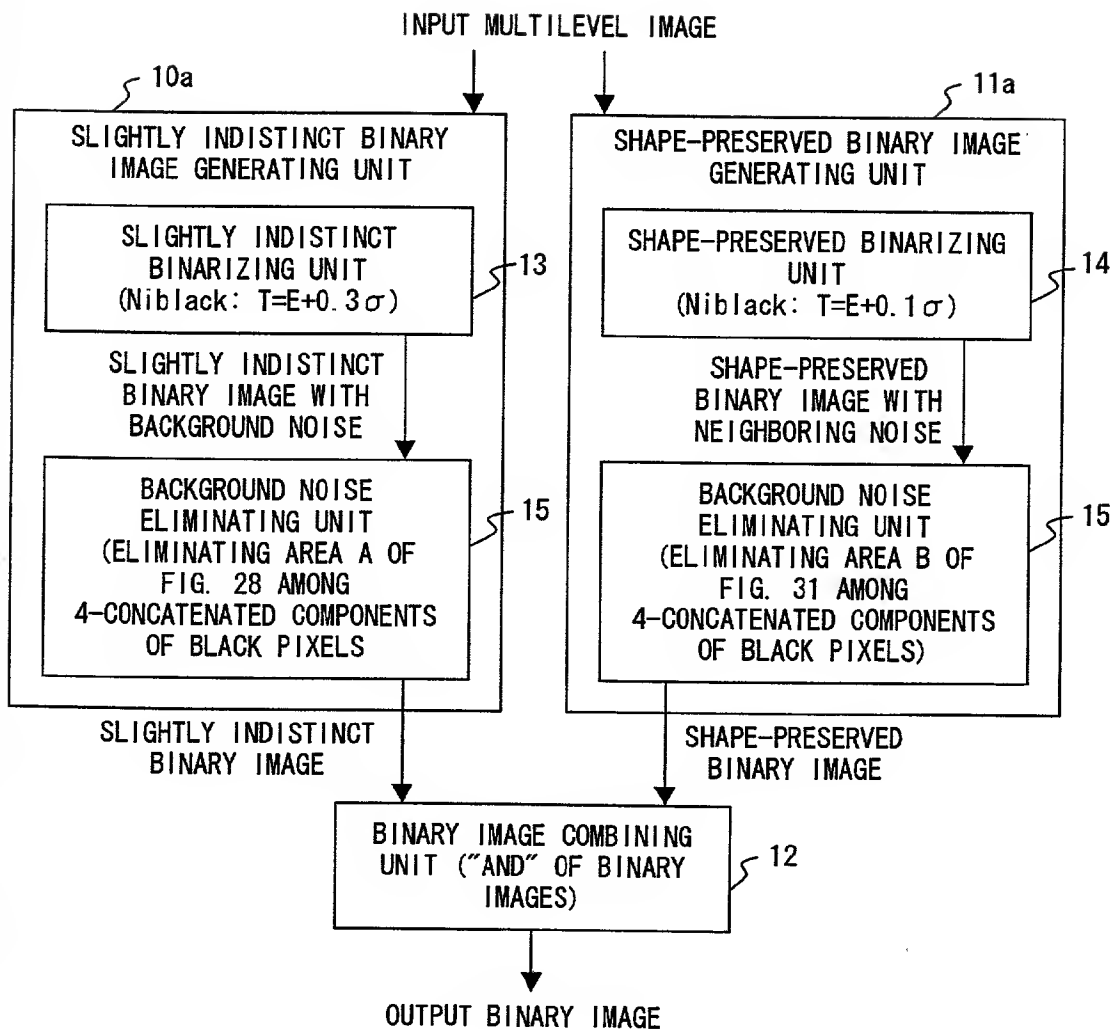 INPUT MULTILEVEL IMAGE
10a
11a
SLIGHTLY INDISTINCT BINARY
IMAGE GENERATING UNIT
SLIGHTLY INDISTINCT
BINARIZING UNIT
(Niblack: T=E+0.3σ)
13
SLIGHTLY INDISTINCT
BINARY IMAGE WITH
BACKGROUND NOISE
BACKGROUND NOISE
ELIMINATING UNIT
(ELIMINATING AREA A OF
FIG. 28 AMONG
4-CONCATENATED COMPONENTS
OF BLACK PIXELS
15
SLIGHTLY INDISTINCT
BINARY IMAGE
SHAPE-PRESERVED BINARY IMAGE
GENERATING UNIT
SHAPE-PRESERVED BINARIZING
UNIT
(Niblack: T=E+0.1σ)
14
SHAPE-PRESERVED
BINARY IMAGE WITH
NEIGHBORING NOISE
BACKGROUND NOISE
ELIMINATING UNIT
(ELIMINATING AREA B OF
FIG. 31 AMONG
4-CONCATENATED COMPONENTS
OF BLACK PIXELS)
15
SHAPE-PRESERVED
BINARY IMAGE
BINARY IMAGE COMBINING
UNIT ("AND" OF BINARY
IMAGES)
12
OUTPUT BINARY IMAGE